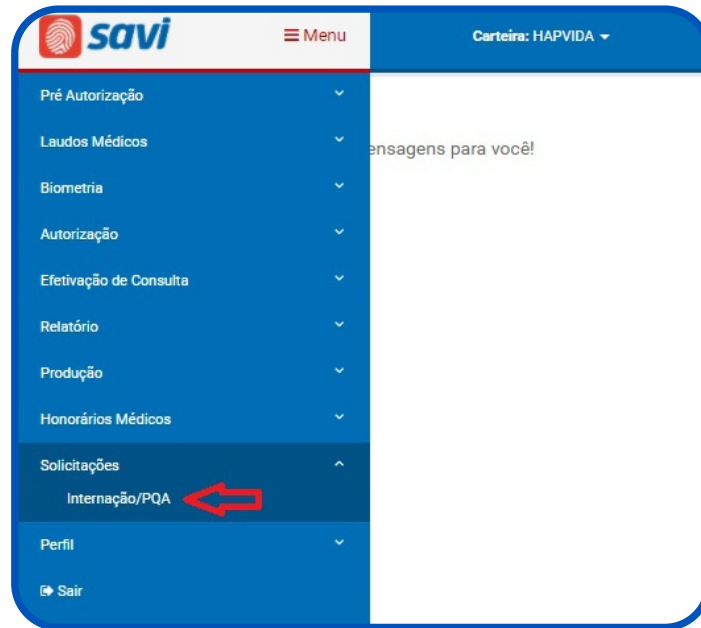 savi
Menu
Carteira: HAPVIDA
Pré Autorização
Laudos Médicos
ensagens para você!
Biometria
Autorização
Efetivação de Consulta
Relatório
Produção
Honorários Médicos
Solicitações
Internação/PQA
Perfil
Sair